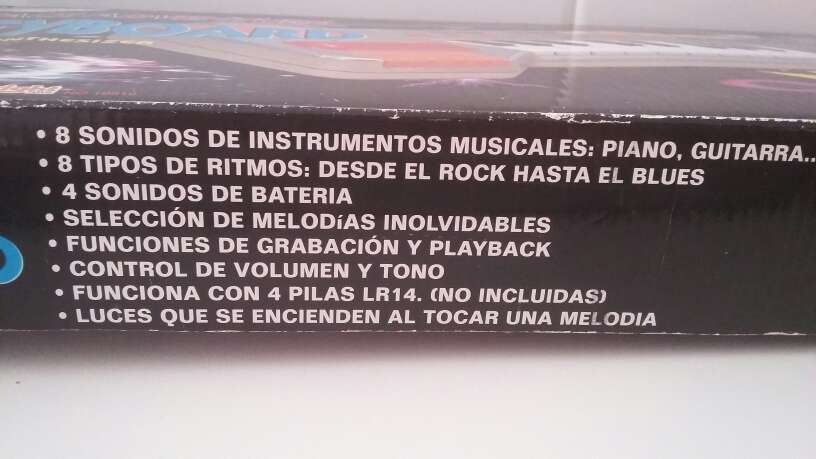 • 8 SONIDOS DE INSTRUMENTOS MUSICALES: PIANO, GUITARRA..
• 8 TIPOS DE RITMOS: DESDE EL ROCK HASTA EL BLUES
• 4 SONIDOS DE BATERIA
• SELECCIÓN DE MELODíAS INOLVIDABLES
• FUNCIONES DE GRABACIÓN Y PLAYBACK
• CONTROL DE VOLUMEN Y TONO
• FUNCIONA CON 4 PILAS LR14. (NO INCLUIDAS)
• LUCES QUE SE ENCIENDEN AL TOCAR UNA MELODIA